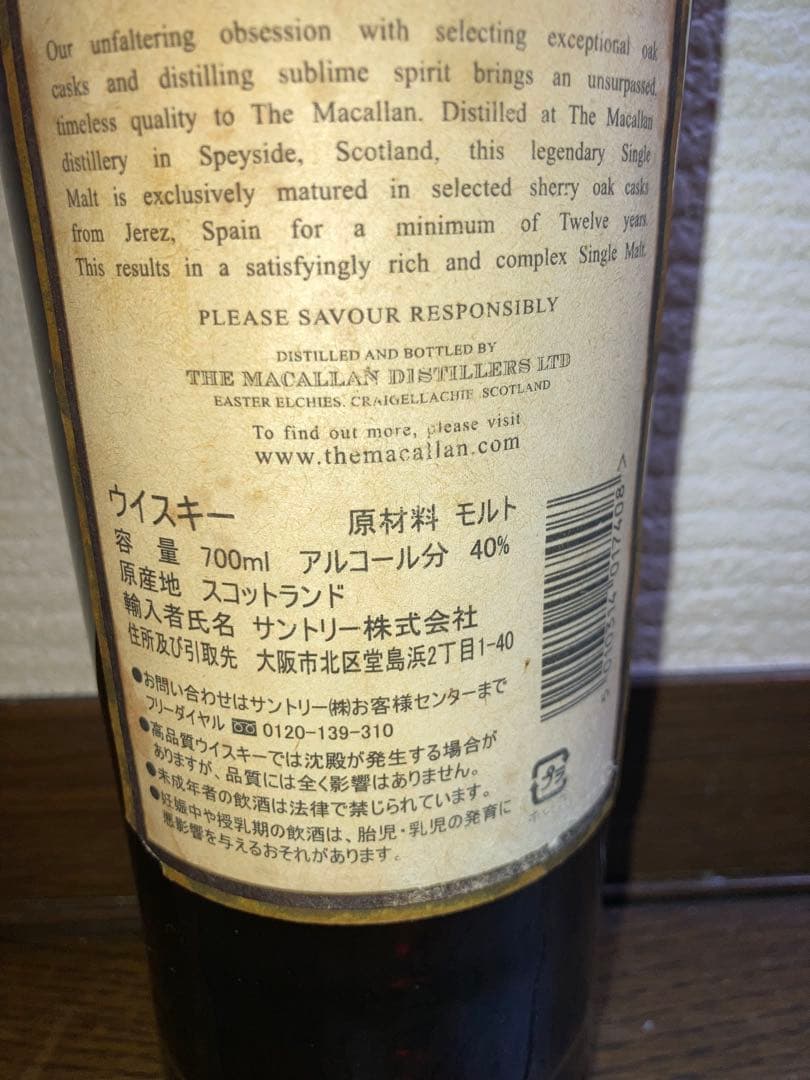 Our unfaltering obsession with selecting exceptional oak
casks and distilling sublime spirit brings an unsurpassed,
timeless quality to The Macallan. Distilled at The Macallan
distillery in Speyside, Scotland, this legendary Single
Malt is exclusively matured in selected sherry oak casks
from Jerez, Spain for a minimum of Twelve years.
This results in a satisfyingly rich and complex Single Malt.
PLEASE SAVOUR RESPONSIBLY
DISTILLED AND BOTTLED BY
THE MACALLAN DISTILLERS LTD
EASTER ELCHIES, CRAIGELLACHIE SCOTLAND
To find out more, please visit
www.themacallan.com
ウイスキー 原材料 モルト
容量 700ml アルコール分 40%
原産地 スコットランド
輸入者氏名 サントリー株式会社
住所及び引取先 大阪市北区堂島浜2丁目1-40
●お問い合わせはサントリー㈱お客様センターまで
フリーダイヤル 0120-139-310
●高品質ウイスキーでは沈殿が発生する場合が
ありますが、品質には全く影響はありません。
●未成年者の飲酒は法律で禁じられています。
●妊娠中や授乳期の飲酒は、胎児・乳児の発育に
悪影響を与えるおそれがあります。
5 010314 017408 >
プラ